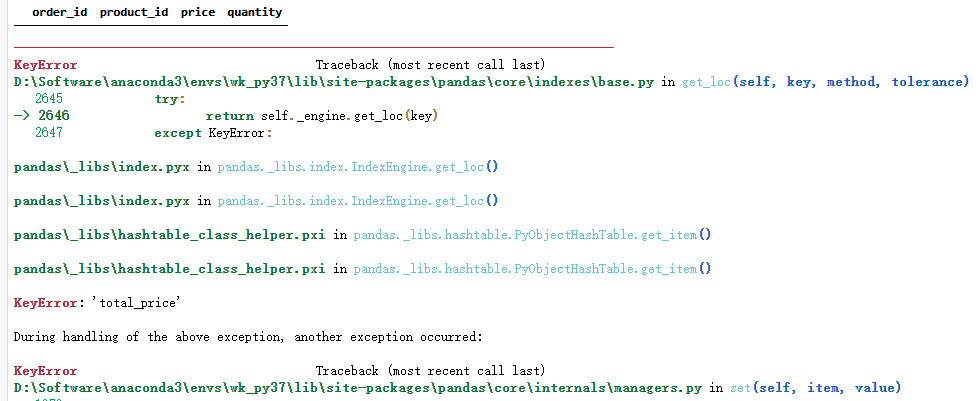 order_id product_id price quantity
KeyError Traceback (most recent call last)
D:\Software\anaconda3\envs\wk_py37\lib\site-packages\pandas\core\indexes\base.py in get_loc(self, key, method, tolerance)
2645 try:
-> 2646 return self._engine.get_loc(key)
2647 except KeyError:
pandas\_libs\index.pyx in pandas._libs.index.IndexEngine.get_loc()
pandas\_libs\index.pyx in pandas._libs.index.IndexEngine.get_loc()
pandas\_libs\hashtable_class_helper.pxi in pandas._libs.hashtable.PyObjectHashTable.get_item()
pandas\_libs\hashtable_class_helper.pxi in pandas._libs.hashtable.PyObjectHashTable.get_item()
KeyError: 'total_price'
During handling of the above exception, another exception occurred:
KeyError Traceback (most recent call last)
D:\Software\anaconda3\envs\wk_py37\lib\site-packages\pandas\core\internals\managers.py in set(self, item, value)